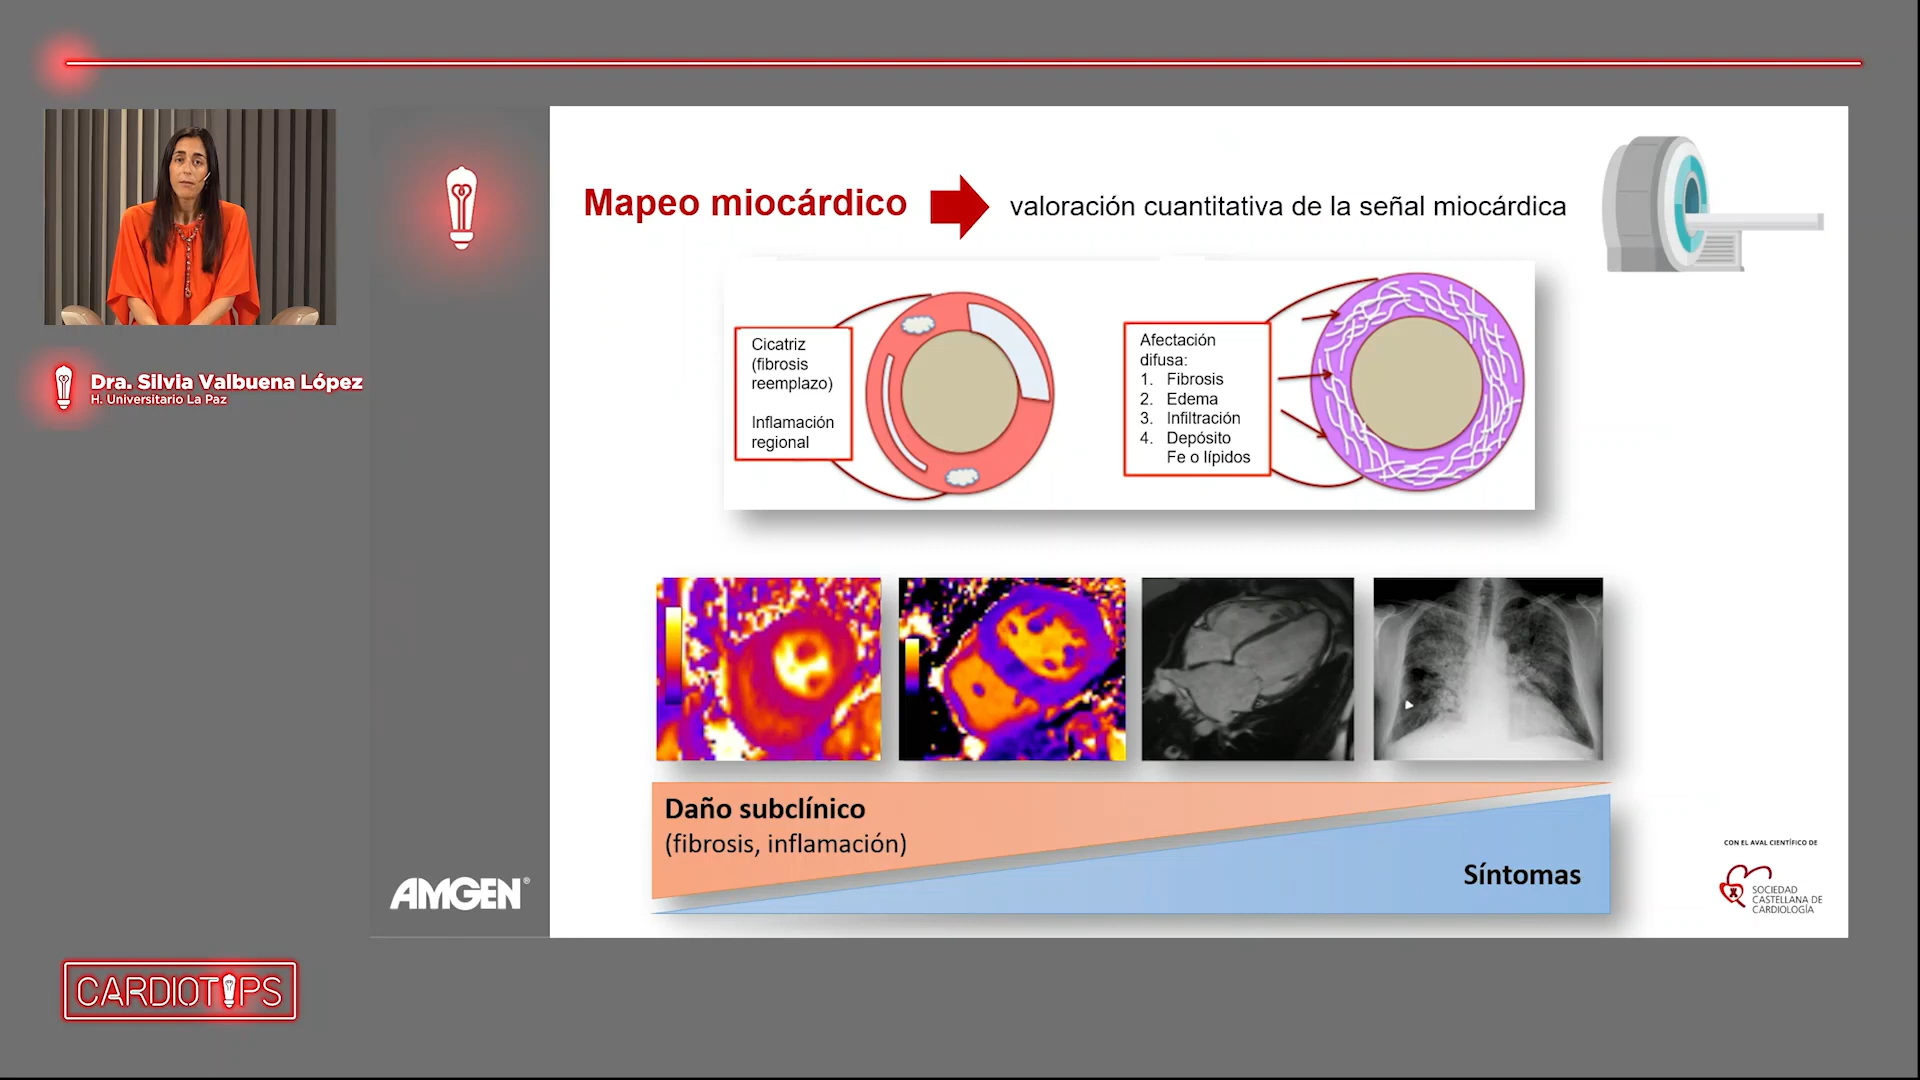 Dra. Silvia Valbuena López
H. Universitario La Paz
Mapeo miocárdico
valoración cuantitativa de la señal miocárdica
Cicatriz
(fibrosis
reemplazo)
Inflamación
regional
Afectación
difusa:
1. Fibrosis
2. Edema
3. Infiltración
4. Depósito
Fe o lípidos
Daño subclínico
(fibrosis, inflamación)
Síntomas
CON EL AVAL CIENTÍFICO DE
SOCIEDAD
CASTELLANA DE
CARDIOLOGÍA
AMGEN®
CARDIOTIPS